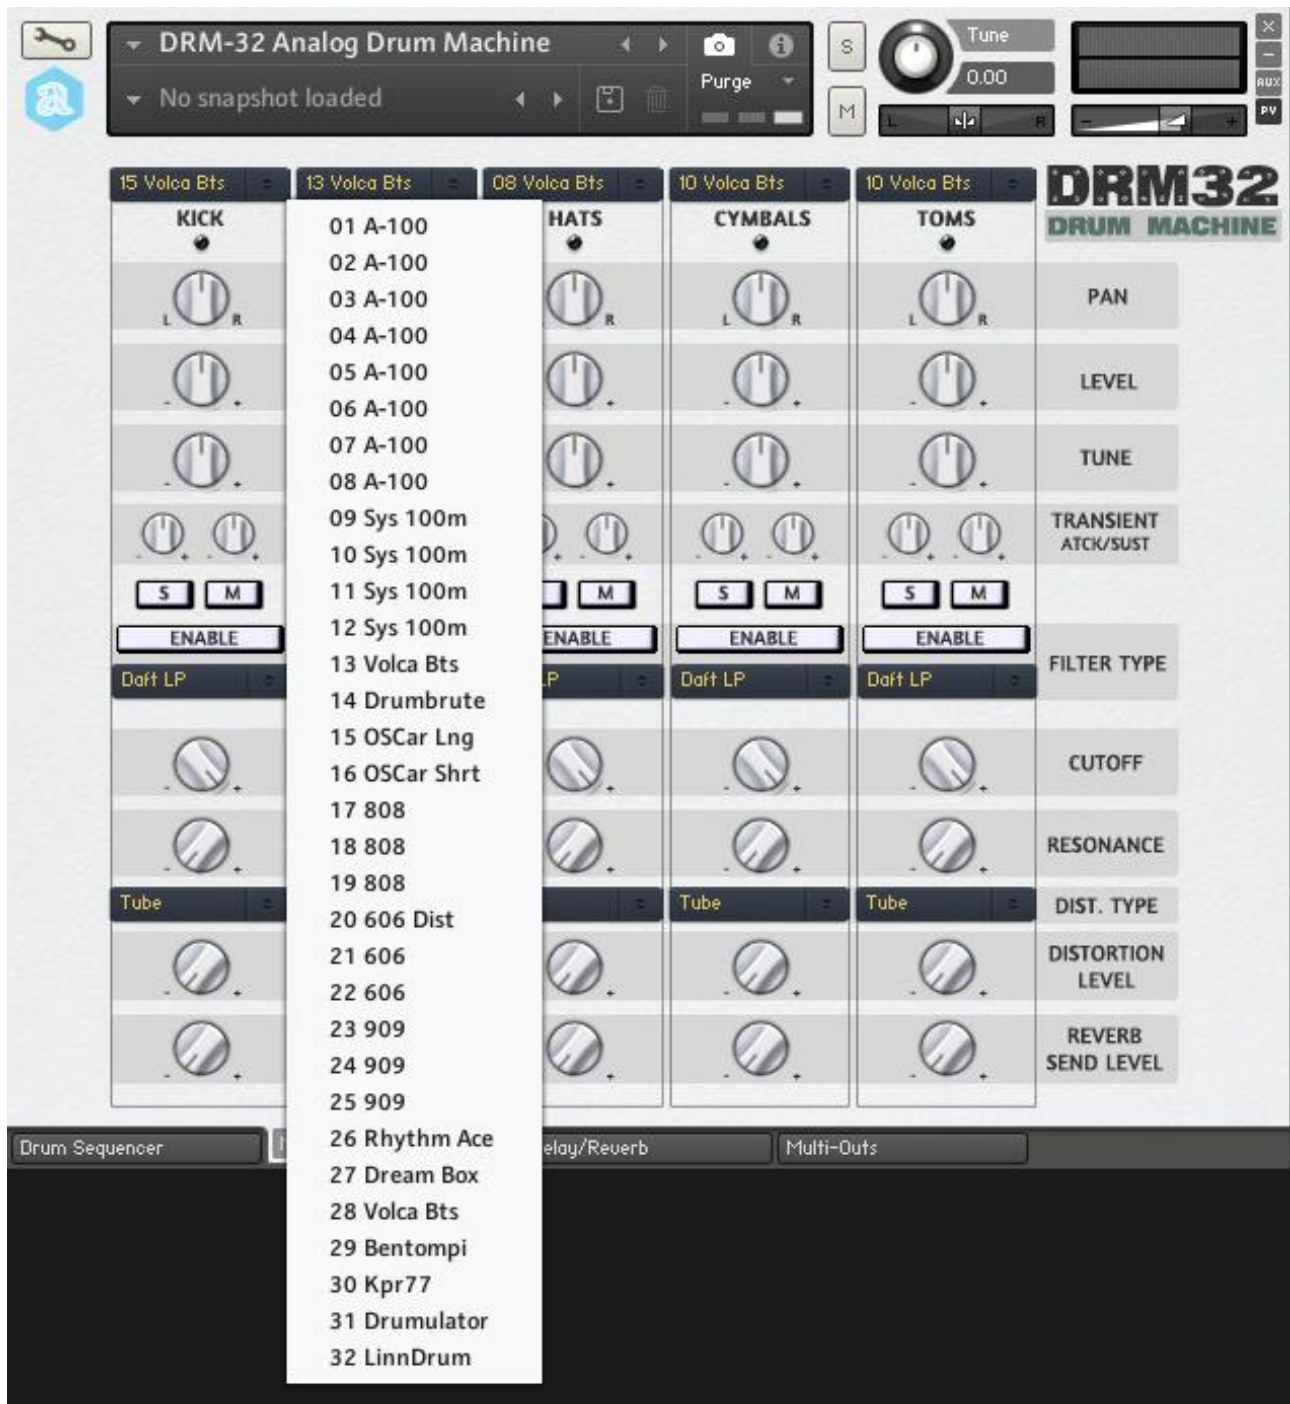 DRM-32 Analog Drum Machine
No snapshot loaded
Purge
S
M
Tune
0.00
L R
- +
X
-
AUX
PV
15 Volca Bts 13 Volca Bts 08 Volca Bts 10 Volca Bts 10 Volca Bts
DRM32
DRUM MACHINE
KICK HATS CYMBALS TOMS
01 A-100
02 A-100
03 A-100
04 A-100
05 A-100
06 A-100
07 A-100
08 A-100
09 Sys 100m
10 Sys 100m
11 Sys 100m
12 Sys 100m
13 Volca Bts
14 Drumbrute
15 OSCar Lng
16 OSCar Shrt
17 808
18 808
19 808
20 606 Dist
21 606
22 606
23 909
24 909
25 909
26 Rhythm Ace
27 Dream Box
28 Volca Bts
29 Bentompi
30 Kpr77
31 Drumulator
32 LinnDrum
L R R L R L R PAN
- + + - + - + LEVEL
- + + - + - + TUNE
- + - + - + - + - + - + - + TRANSIENT
ATCK/SUST
S M M S M S M
ENABLE ENABLE ENABLE ENABLE
Daft LP LP Daft LP Daft LP FILTER TYPE
- + + - + - + CUTOFF
- + + - + - + RESONANCE
Tube Tube Tube DIST. TYPE
- + + - + - + DISTORTION
LEVEL
- + + - + - + REVERB
SEND LEVEL
Drum Sequencer elay/Reverb Multi-Outs